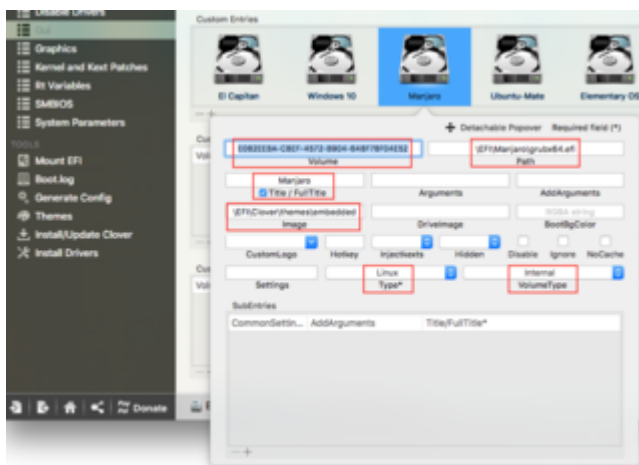 Disable Drivers
Gui
Graphics
Kernel and Kext Patches
Rt Variables
SMBIOS
System Parameters
TOOLS
Mount EFI
Boot.log
Generate Config
Themes
Install/Update Clover
Install Drivers
Donate
Custom Entries
El Capitan
Windows 10
Manjaro
Ubuntu-Mate
Elementary OS
Detachable Popover
Required field (*)
Volume
\EFI\Manjaro\grubx64.efi
Path
Manjaro
Title / FullTitle
Arguments
AddArguments
\EFI\Clover\themes\embedded
Image
DriveImage
RGBA string
BootBgColor
CustomLogo
Hotkey
InjectKexts
Hidden
Disable
Ignore
NoCache
Settings
Linux
Type*
Internal
VolumeType
SubEntries
CommonSettin...
AddArguments
Title/FullTitle*